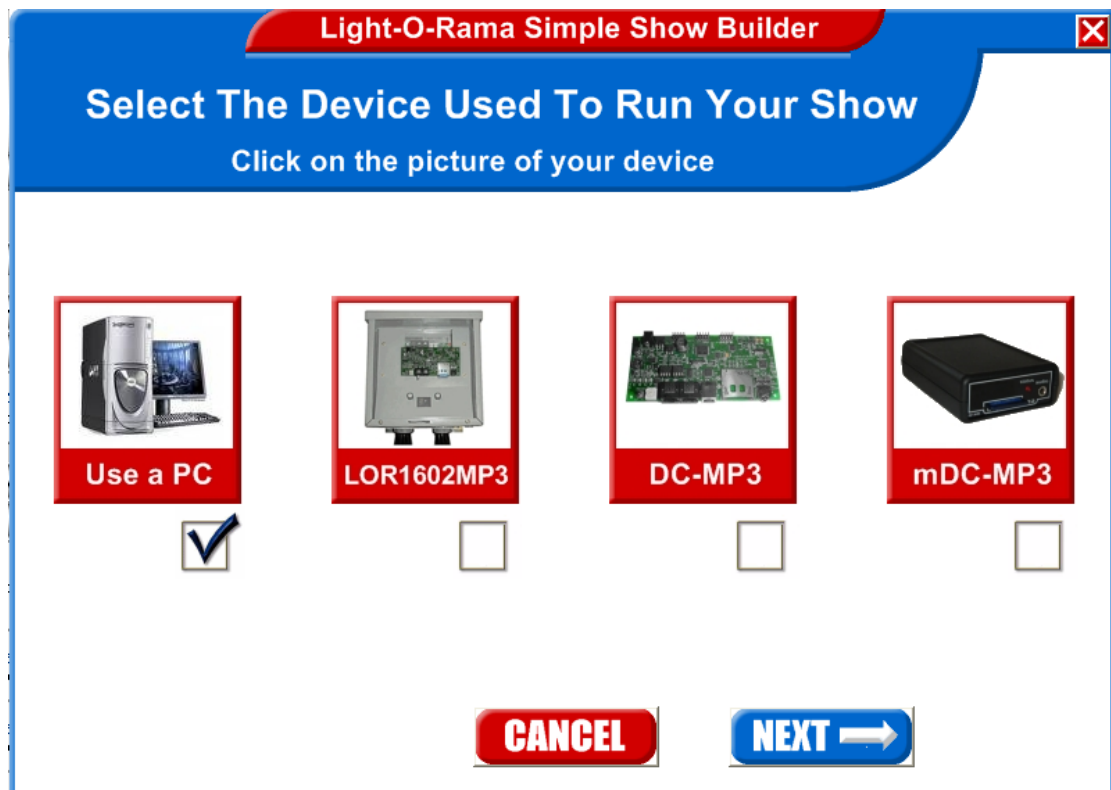 Light-O-Rama Simple Show Builder
Select The Device Used To Run Your Show
Click on the picture of your device
Use a PC
LOR1602MP3
DC-MP3
mDC-MP3
CANCEL
NEXT